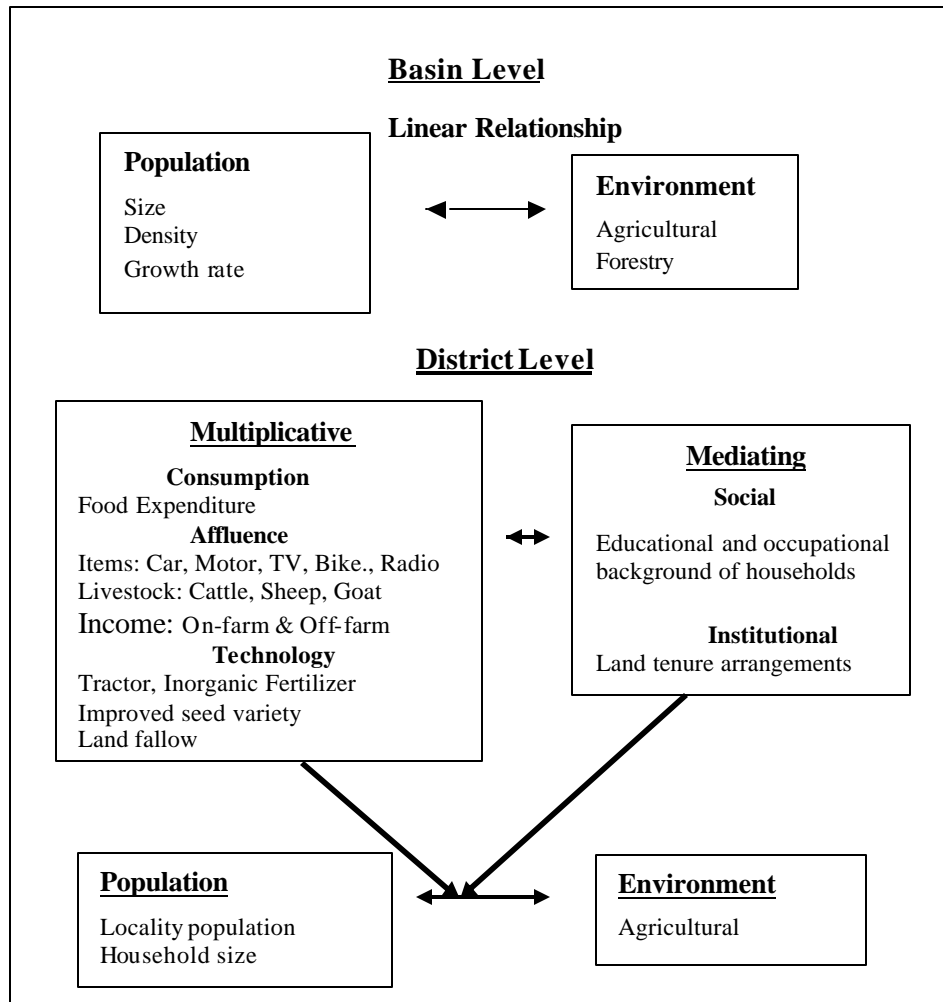 Basin Level
Linear Relationship
Population
Size
Density
Growth rate
Environment
Agricultural
Forestry
District Level
Multiplicative
Consumption
Food Expenditure
Affluence
Items: Car, Motor, TV, Bike., Radio
Livestock: Cattle, Sheep, Goat
Income: On-farm & Off-farm
Technology
Tractor, Inorganic Fertilizer
Improved seed variety
Land fallow
Mediating
Social
Educational and occupational
background of households
Institutional
Land tenure arrangements
Population
Locality population
Household size
Environment
Agricultural